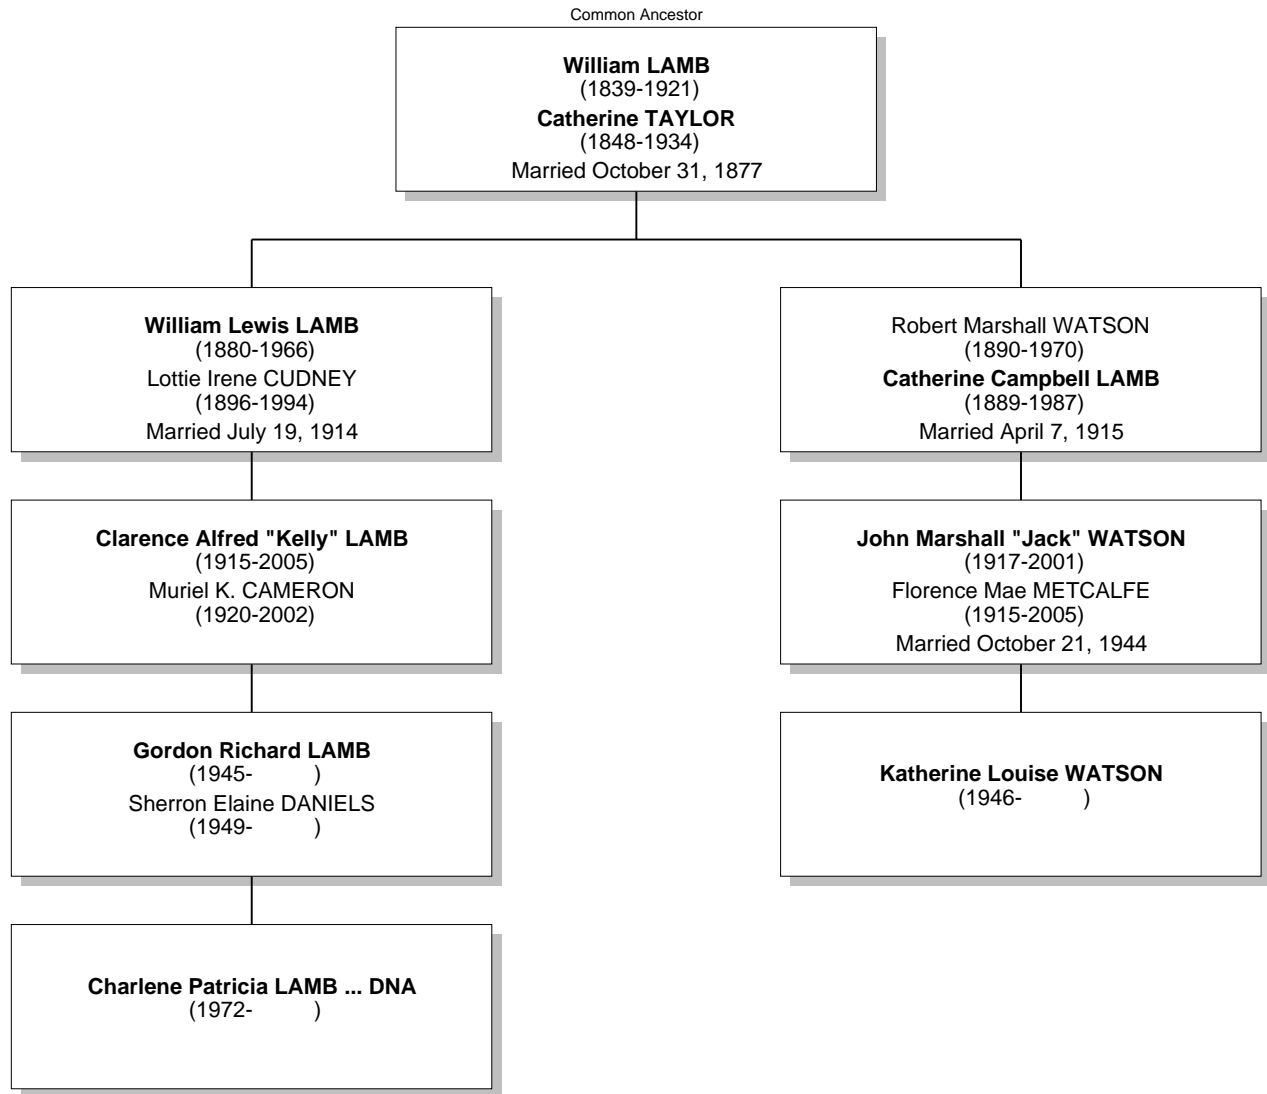 Common Ancestor
William LAMB
(1839-1921)
Catherine TAYLOR
(1848-1934)
Married October 31, 1877
William Lewis LAMB
(1880-1966)
Lottie Irene CUDNEY
(1896-1994)
Married July 19, 1914
Robert Marshall WATSON
(1890-1970)
Catherine Campbell LAMB
(1889-1987)
Married April 7, 1915
Clarence Alfred "Kelly" LAMB
(1915-2005)
Muriel K. CAMERON
(1920-2002)
John Marshall "Jack" WATSON
(1917-2001)
Florence Mae METCALFE
(1915-2005)
Married October 21, 1944
Gordon Richard LAMB
(1945-          )
Sherron Elaine DANIELS
(1949-          )
Katherine Louise WATSON
(1946-          )
Charlene Patricia LAMB ... DNA
(1972-          )